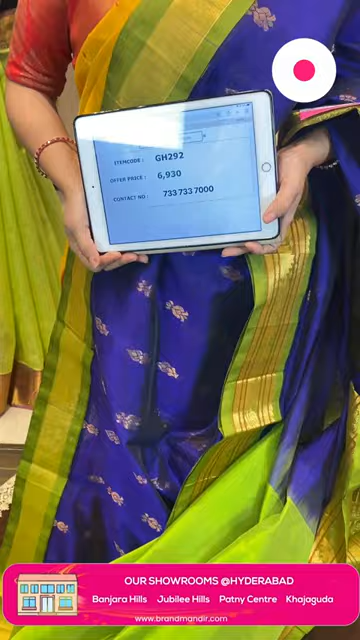 ITEMCODE : GH292
OFFER PRICE : 6,930
CONTACT NO : 733 733 7000
OUR SHOWROOMS @HYDERABAD
Banjara Hills Jubilee Hills Patny Centre Khajaguda
www.brandmandir.com